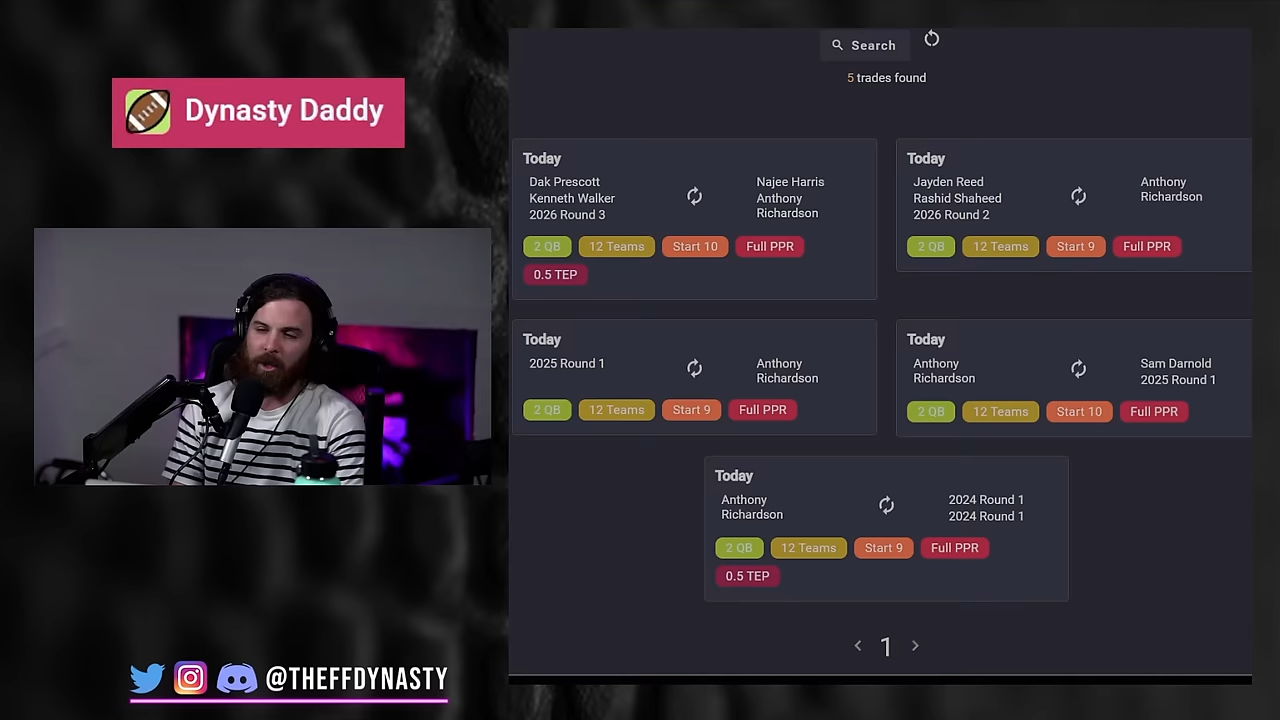 Dynasty Daddy
Search
5 trades found
Today
Dak Prescott
Kenneth Walker
2026 Round 3
Najee Harris
Anthony
Richardson
2 QB
12 Teams
Start 10
Full PPR
0.5 TEP
Today
Jayden Reed
Rashid Shaheed
2026 Round 2
Anthony
Richardson
2 QB
12 Teams
Start 9
Full PPR
Today
2025 Round 1
Anthony
Richardson
2 QB
12 Teams
Start 9
Full PPR
Today
Anthony
Richardson
Sam Darnold
2025 Round 1
2 QB
12 Teams
Start 10
Full PPR
Today
Anthony
Richardson
2024 Round 1
2024 Round 1
2 QB
12 Teams
Start 9
Full PPR
0.5 TEP
1
@THEFFDYNASTY